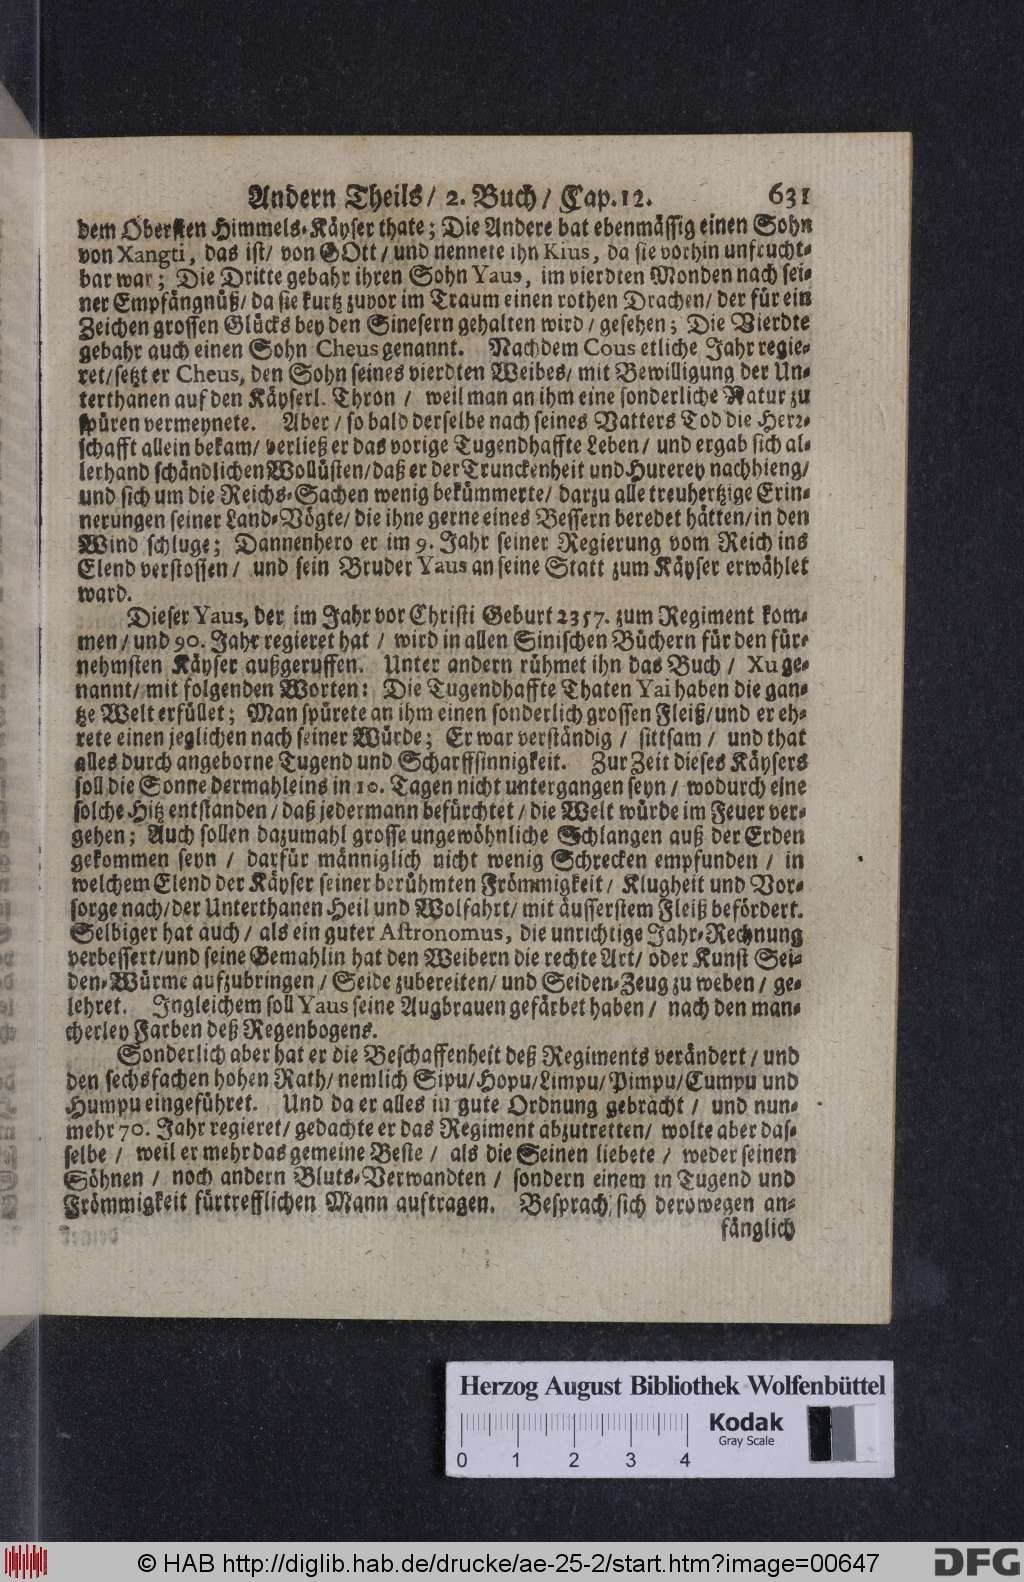 Andern Theils/ 2. Buch/ Cap. 12. 631
dem Obersten Himmels-Käyser thate; Die Andere bat ebenmässig einen Sohn
von Xangti, das ist/ von GOtt/ und nennete ihn Kius, da sie vorhin unfrucht-
bar war; Die Dritte gebahr ihren Sohn Yaus, im vierdten Monden nach sei-
ner Empfängnüß/ da sie kurtz zuvor im Traum einen rothen Drachen/ der für ein
Zeichen grossen Glücks bey den Sinesern gehalten wird/ gesehen; Die Vierdte
gebahr auch einen Sohn Cheus genannt. Nachdem Cous etliche Jahr regie-
ret/ setzt er Cheus, den Sohn seines vierdten Weibes/ mit Bewilligung der Un-
terthanen auf den Käyserl. Thron/ weil man an ihm eine sonderliche Natur zu
spüren vermeynete. Aber/ so bald derselbe nach seines Vatters Tod die Herr-
schafft allein bekam/ verließ er das vorige Tugendhaffte Leben/ und ergab sich al-
lerhand schändlichen Wollüsten/ daß er der Trunckenheit und Hurerey nachhieng/
und sich um die Reichs-Sachen wenig bekümmerte/ darzu alle treuhertzige Erin-
nerungen seiner Land-Vögte/ die ihne gerne eines Bessern beredet hätten/ in den
Wind schluge; Dannenhero er im 9. Jahr seiner Regierung vom Reich ins
Elend verstossen/ und sein Bruder Yaus an seine Statt zum Käyser erwählet
ward.
Dieser Yaus, der im Jahr vor Christi Geburt 2357. zum Regiment kom-
men/ und 90. Jahr regieret hat/ wird in allen Sinischen Büchern für den für-
nehmsten Käyser außgeruffen. Unter andern rühmet ihn das Buch/ Xu ge-
nannt/ mit folgenden Worten: Die Tugendhaffte Thaten Yai haben die gan-
tze Welt erfüllet; Man spürete an ihm einen sonderlich grossen Fleiß/ und er eh-
rete einen jeglichen nach seiner Würde; Er war verständig/ sittsam/ und that
alles durch angeborne Tugend und Scharffsinnigkeit. Zur Zeit dieses Käysers
soll die Sonne dermahleins in 10. Tagen nicht untergangen seyn/ wodurch eine
solche Hitz entstanden/ daß jedermann befürchtet/ die Welt würde im Feuer ver-
gehen; Auch sollen dazumahl grosse ungewöhnliche Schlangen auß der Erden
gekommen seyn/ darfür männiglich nicht wenig Schrecken empfunden/ in
welchem Elend der Käyser seiner berühmten Frömmigkeit/ Klugheit und Vor-
sorge nach/ der Unterthanen Heil und Wolfahrt/ mit äusserstem Fleiß befördert.
Selbiger hat auch/ als ein guter Astronomus, die unrichtige Jahr-Rechnung
verbessert/ und seine Gemahlin hat den Weibern die rechte Art/ oder Kunst Sei-
den-Würme aufzubringen/ Seide zubereiten/ und Seiden-Zeug zu weben/ ge-
lehret. Ingleichem soll Yaus seine Augbrauen gefärbet haben/ nach den man-
cherley Farben deß Regenbogens.
Sonderlich aber hat er die Beschaffenheit deß Regiments verändert/ und
den sechsfachen hohen Rath/ nemlich Sipu/ Hopu/ Limpu/ Pimpu/ Cumpu und
Humpu eingeführet. Und da er alles in gute Ordnung gebracht/ und nun-
mehr 70. Jahr regieret/ gedachte er das Regiment abzutretten/ wolte aber das-
selbe/ weil er mehr das gemeine Beste/ als die Seinen liebete/ weder seinen
Söhnen/ noch andern Bluts-Verwandten/ sondern einem in Tugend und
Frömmigkeit fürtrefflichen Mann auftragen. Besprach sich derowegen an-
fänglich
Herzog August Bibliothek Wolfenbüttel
Kodak
Gray Scale
0 1 2 3 4
© HAB http://diglib.hab.de/drucke/ae-25-2/start.htm?image=00647
DFG